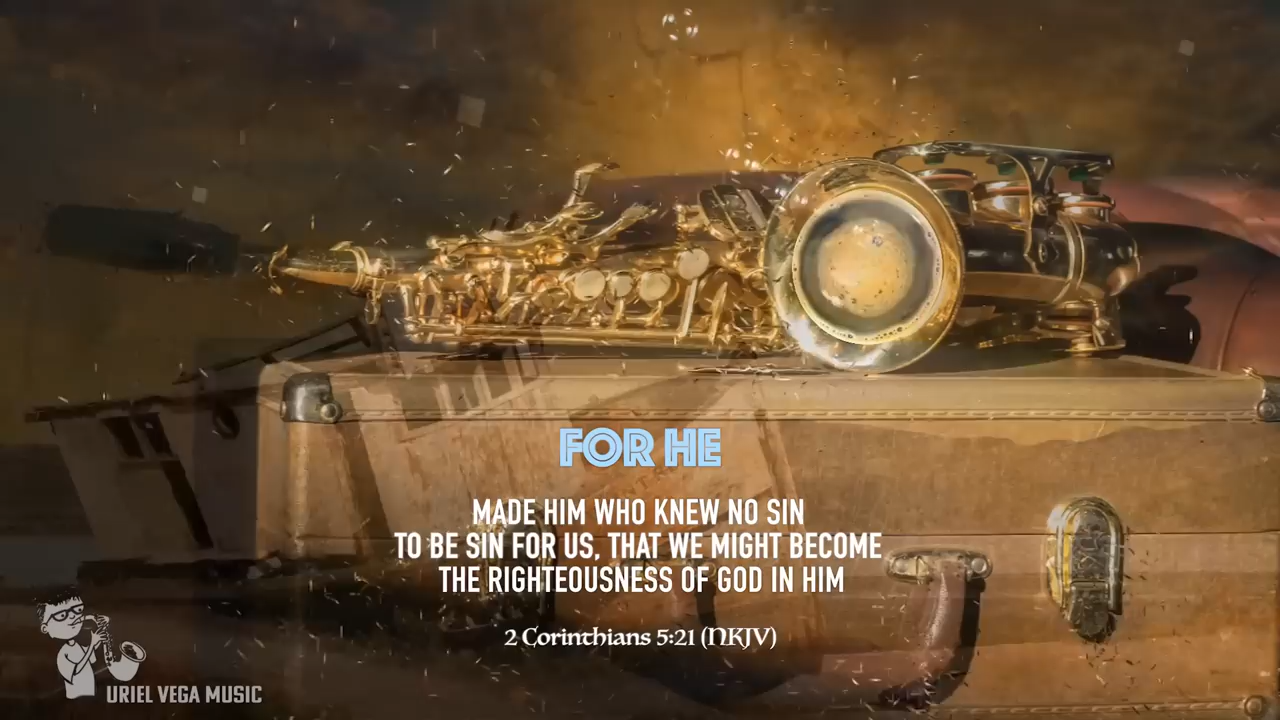 FOR HE
MADE HIM WHO KNEW NO SIN
TO BE SIN FOR US, THAT WE MIGHT BECOME
THE RIGHTEOUSNESS OF GOD IN HIM
2 Corinthians 5:21 (NKJV)
URIEL VEGA MUSIC